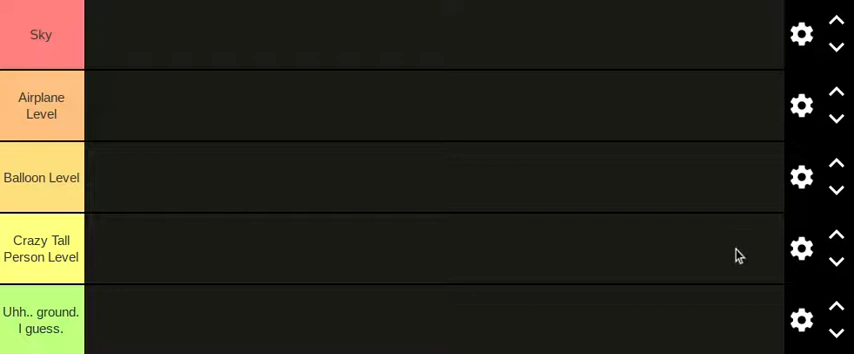 Sky
Airplane
Level
Balloon Level
Crazy Tall
Person Level
Uhh.. ground.
I guess.